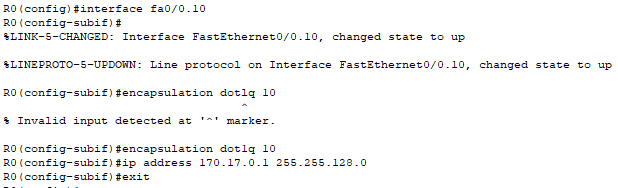 R0(config)#interface fa0/0.10
R0(config-subif)#
%LINK-5-CHANGED: Interface FastEthernet0/0.10, changed state to up
%LINEPROTO-5-UPDOWN: Line protocol on Interface FastEthernet0/0.10, changed state to up
R0(config-subif)#encapsulation dotlq 10
^
% Invalid input detected at '^' marker.
R0(config-subif)#encapsulation dot1q 10
R0(config-subif)#ip address 170.17.0.1 255.255.128.0
R0(config-subif)#exit